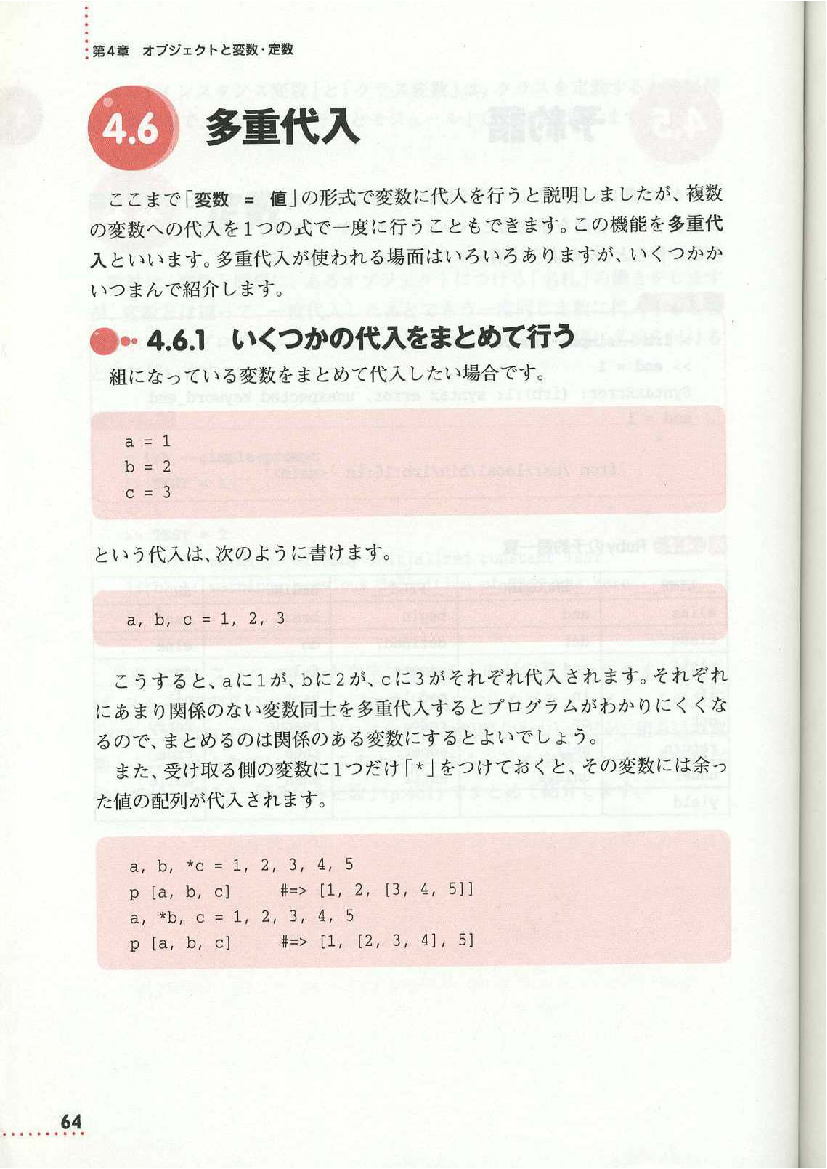 第4章 オブジェクトと変数・定数
4.6 多重代入
ここまで「変数 = 値」の形式で変数に代入を行うと説明しましたが、複数
の変数への代入を1つの式で一度に行うこともできます。この機能を多重代
入といいます。多重代入が使われる場面はいろいろありますが、いくつかか
いつまんで紹介します。
4.6.1 いくつかの代入をまとめて行う
組になっている変数をまとめて代入したい場合です。
a = 1
b = 2
c = 3
という代入は、次のように書けます。
a, b, c = 1, 2, 3
こうすると、aに1が、bに2が、cに3がそれぞれ代入されます。それぞれ
にあまり関係のない変数同士を多重代入するとプログラムがわかりにくくな
るので、まとめるのは関係のある変数にするとよいでしょう。
また、受け取る側の変数に1つだけ「*」をつけておくと、その変数には余っ
た値の配列が代入されます。
a, b, *c = 1, 2, 3, 4, 5
p [a, b, c] #=> [1, 2, [3, 4, 5]]
a, *b, c = 1, 2, 3, 4, 5
p [a, b, c] #=> [1, [2, 3, 4], 5]
64